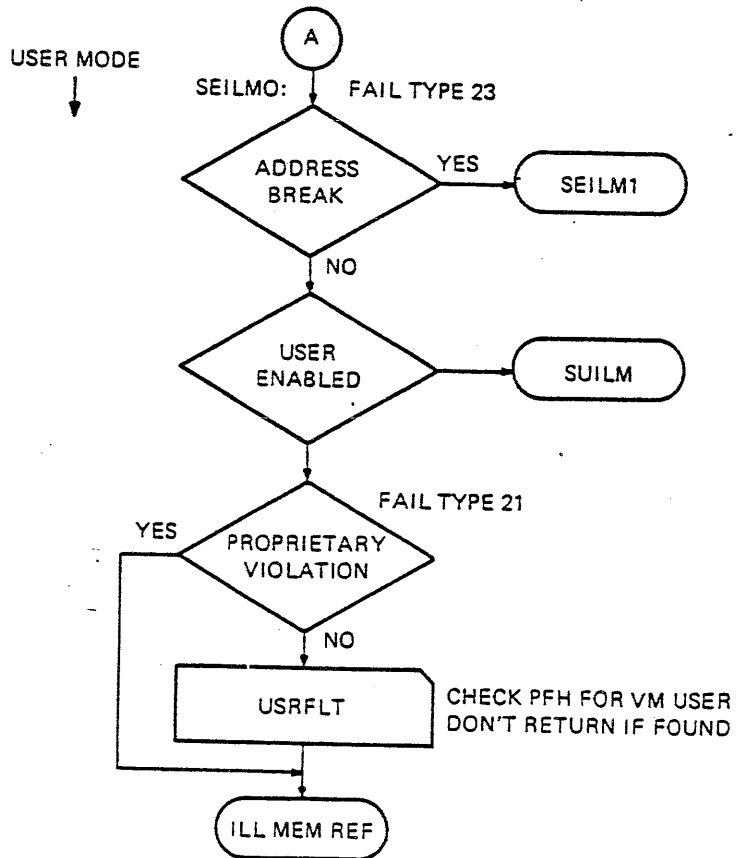 A
USER MODE
SEILM0: FAIL TYPE 23
ADDRESS
BREAK
YES
SEILM1
NO
USER
ENABLED
SUILM
FAIL TYPE 21
YES
PROPRIETARY
VIOLATION
NO
USRFLT
CHECK PFH FOR VM USER
DON'T RETURN IF FOUND
ILL MEM REF